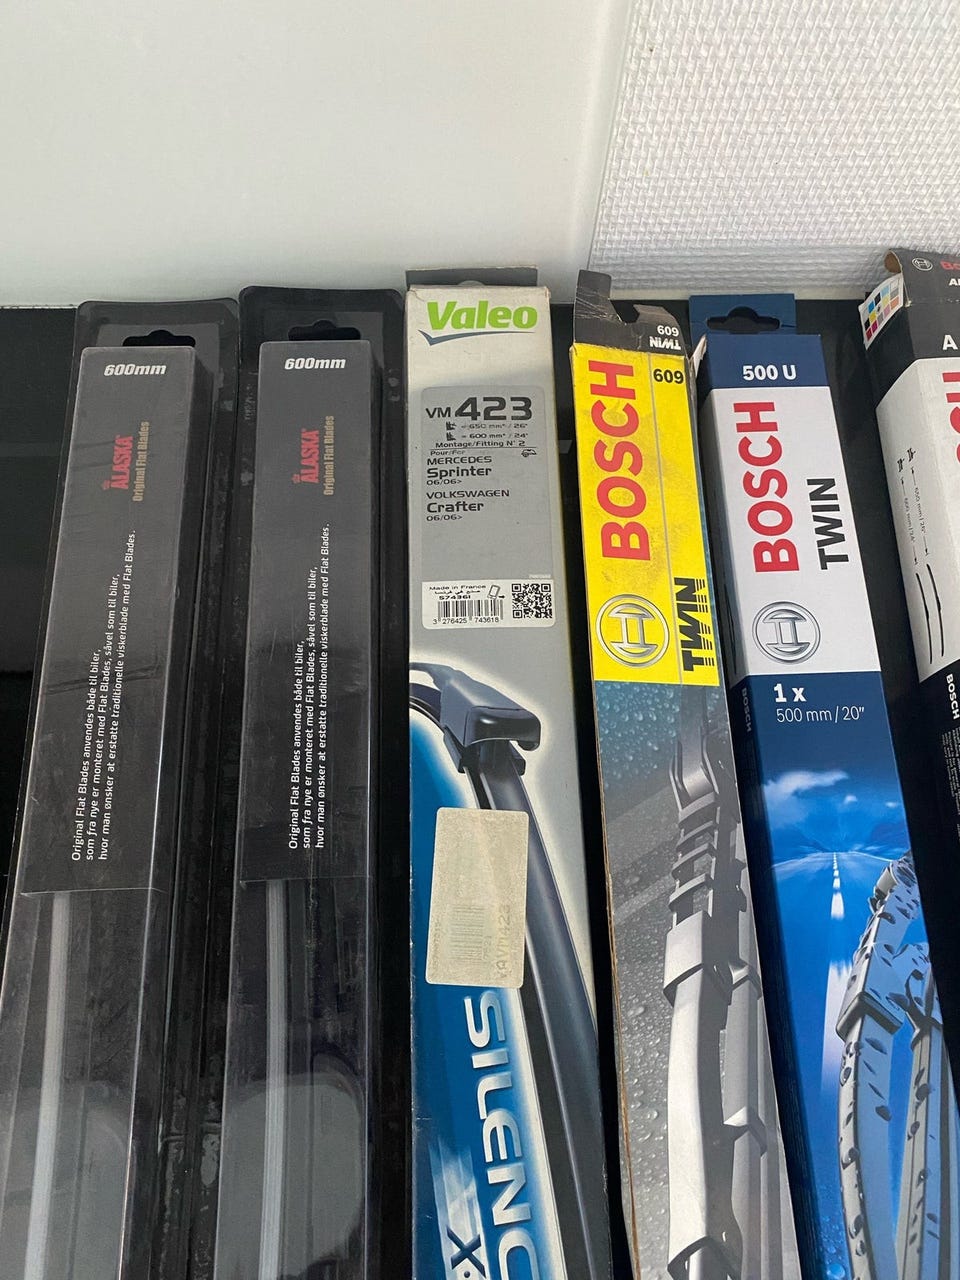 600mm
ALASKA
Original Flat Blades
Original Flat Blades anvendes både til biler,
som fra nye er monteret med Flat Blades, såvel som til biler,
hvor man ønsker at erstatte traditionelle viskerblade med Flat Blades.
600mm
ALASKA
Original Flat Blades
Original Flat Blades anvendes både til biler,
som fra nye er monteret med Flat Blades, såvel som til biler,
hvor man ønsker at erstatte traditionelle viskerblade med Flat Blades.
Valeo
VM 423
= 650 mm* / 26"
= 600 mm* / 24"
Montage/Fitting N° 2
Pour/For
MERCEDES
Sprinter
06/06>
VOLKSWAGEN
Crafter
06/06>
Made in France
صنع في فرنسا
574361
3 276425 743618
SILENC
X
609
TWIN
609
BOSCH
TWIN
500 U
BOSCH
TWIN
1 x
500 mm / 20"
BOSCH
A
BOSCH